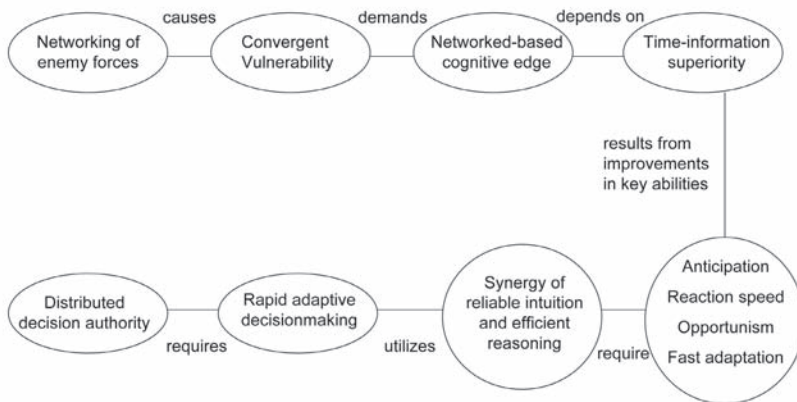 causes
demands
depends on
Networking of
enemy forces
Convergent
Vulnerability
Networked-based
cognitive edge
Time-information
superiority
results from
improvements
in key abilities
Anticipation
Reaction speed
Opportunism
Fast adaptation
Synergy of
reliable intuition
and efficient
reasoning
Rapid adaptive
decisionmaking
Distributed
decision authority
requires
utilizes
require